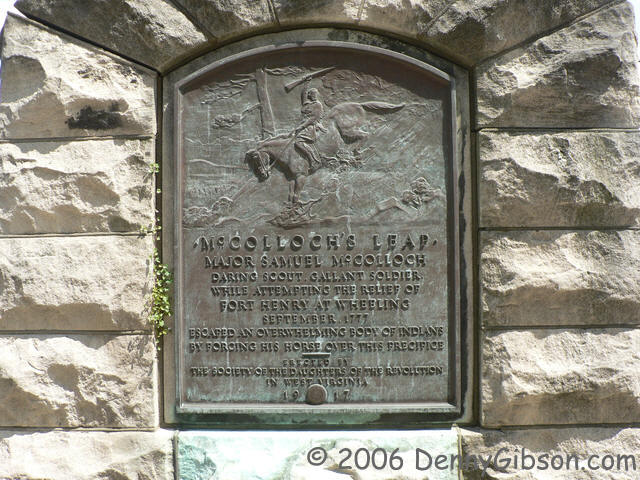 ·McCOLLOCH'S LEAP·
MAJOR SAMUEL McCOLLOCH
DARING SCOUT, GALLANT SOLDIER,
WHILE ATTEMPTING THE RELIEF OF
FORT HENRY AT WHEELING
SEPTEMBER 1777
ESCAPED AN OVERWHELMING BODY OF INDIANS
BY FORCING HIS HORSE OVER THIS PRECIPICE
ERECTED BY
THE SOCIETY OF THE DAUGHTERS OF THE REVOLUTION
IN WEST VIRGINIA
1917
© 2006 DennyGibson.com